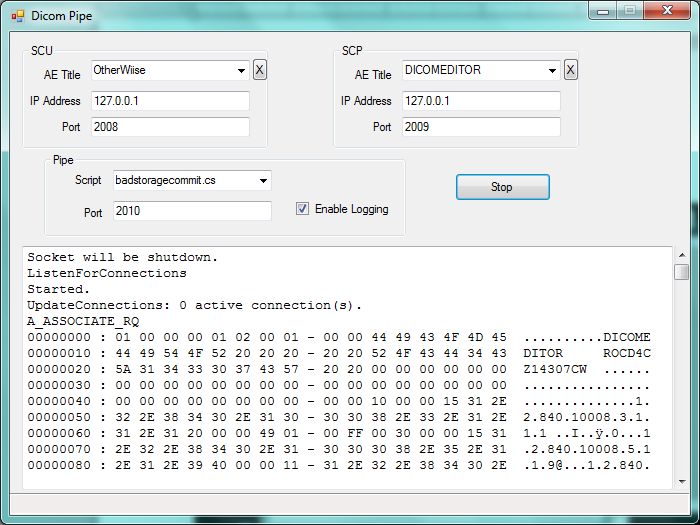 Dicom Pipe
SCU
AE Title OtherWiise X
IP Address 127.0.0.1
Port 2008
SCP
AE Title DICOMEDITOR X
IP Address 127.0.0.1
Port 2009
Pipe
Script badstoragecommit.cs
Port 2010
Enable Logging
Stop
Socket will be shutdown.
ListenForConnections
Started.
UpdateConnections: 0 active connection(s).
A_ASSOCIATE_RQ
00000000 : 01 00 00 00 01 02 00 01 - 00 00 44 49 43 4F 4D 45 ..........DICOME
00000010 : 44 49 54 4F 52 20 20 20 - 20 20 52 4F 43 44 34 43 DITOR     ROCD4C
00000020 : 5A 31 34 33 30 37 43 57 - 20 20 00 00 00 00 00 00 Z14307CW  ......
00000030 : 00 00 00 00 00 00 00 00 - 00 00 00 00 00 00 00 00 ................
00000040 : 00 00 00 00 00 00 00 00 - 00 00 10 00 00 15 31 2E ..............1.
00000050 : 32 2E 38 34 30 2E 31 30 - 30 30 38 2E 33 2E 31 2E 2.840.10008.3.1.
00000060 : 31 2E 31 20 00 00 49 01 - 00 FF 00 30 00 00 15 31 1.1 ..I..ÿ.0...1
00000070 : 2E 32 2E 38 34 30 2E 31 - 30 30 30 38 2E 35 2E 31 .2.840.10008.5.1
00000080 : 2E 31 2E 39 40 00 00 11 - 31 2E 32 2E 38 34 30 2E .1.9@...1.2.840.